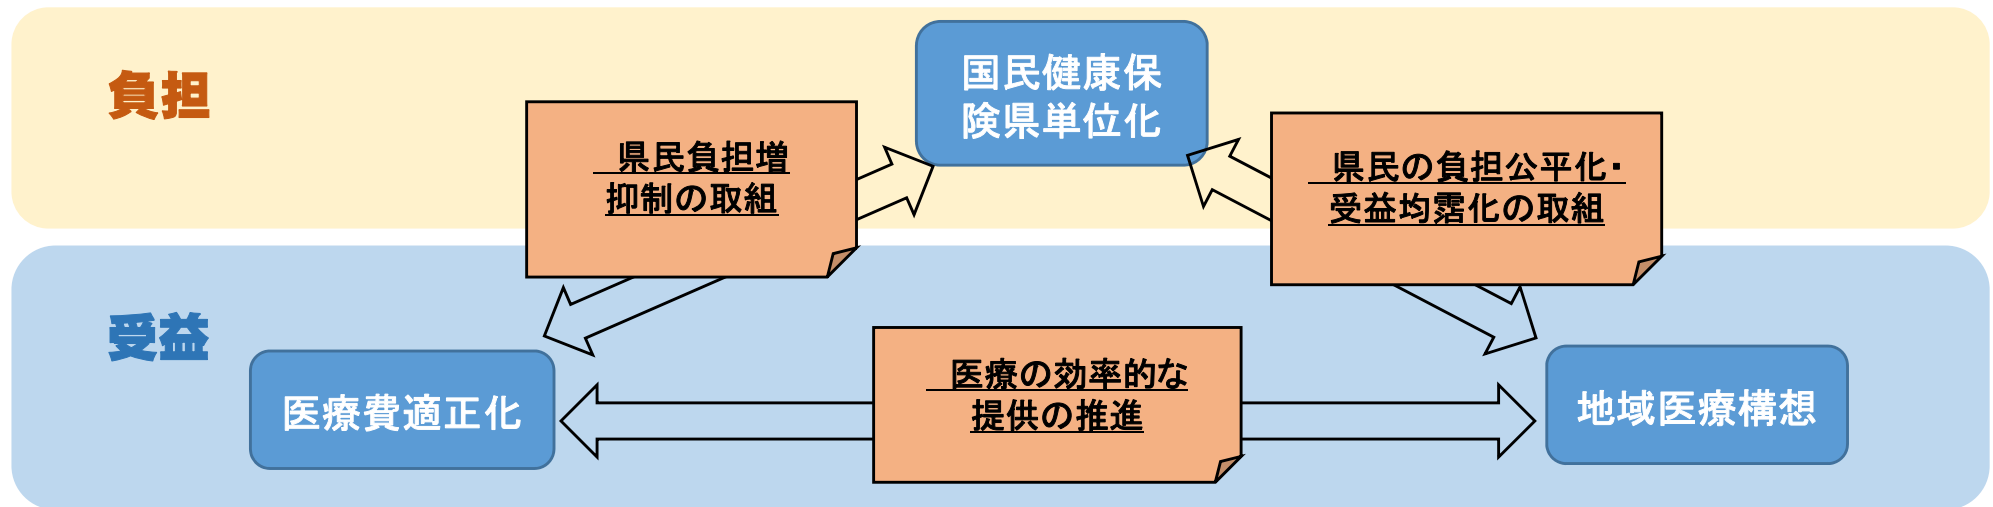 負担
国民健康保
険県単位化
県民負担増
抑制の取組
県民の負担公平化・
受益均霑化の取組
受益
医療費適正化
医療の効率的な
提供の推進
地域医療構想